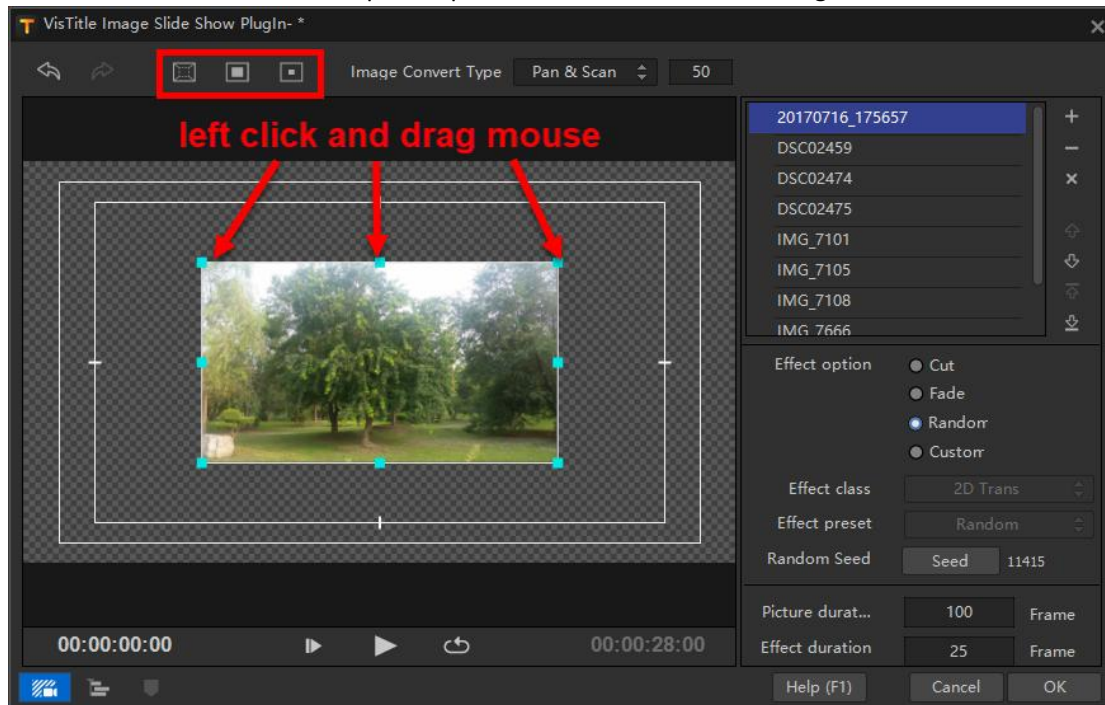 VisTitle Image Slide Show PlugIn- *
Image Convert Type Pan & Scan 50
left click and drag mouse
20170716_175657
DSC02459
DSC02474
DSC02475
IMG_7101
IMG_7105
IMG_7108
IMG 7666
Effect option
Cut
Fade
Random
Custom
Effect class 2D Trans
Effect preset Random
Random Seed Seed 11415
Picture durat... 100 Frame
Effect duration 25 Frame
00:00:00:00 00:00:28:00
Help (F1) Cancel OK